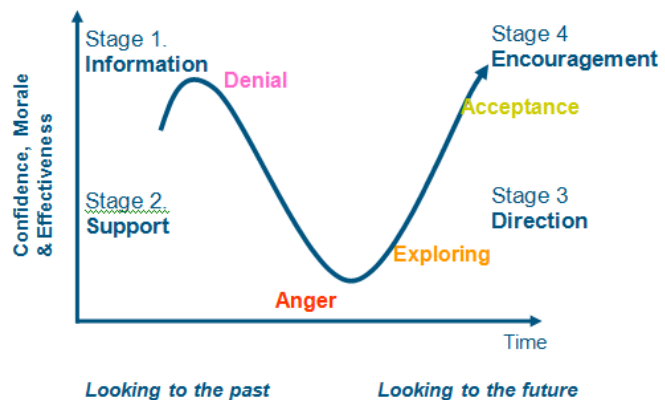 Stage 1.
Information
Denial
Stage 4
Encouragement
Acceptance
Confidence, Morale
& Effectiveness
Stage 2.
Support
Stage 3
Direction
Exploring
Anger
Time
Looking to the past
Looking to the future